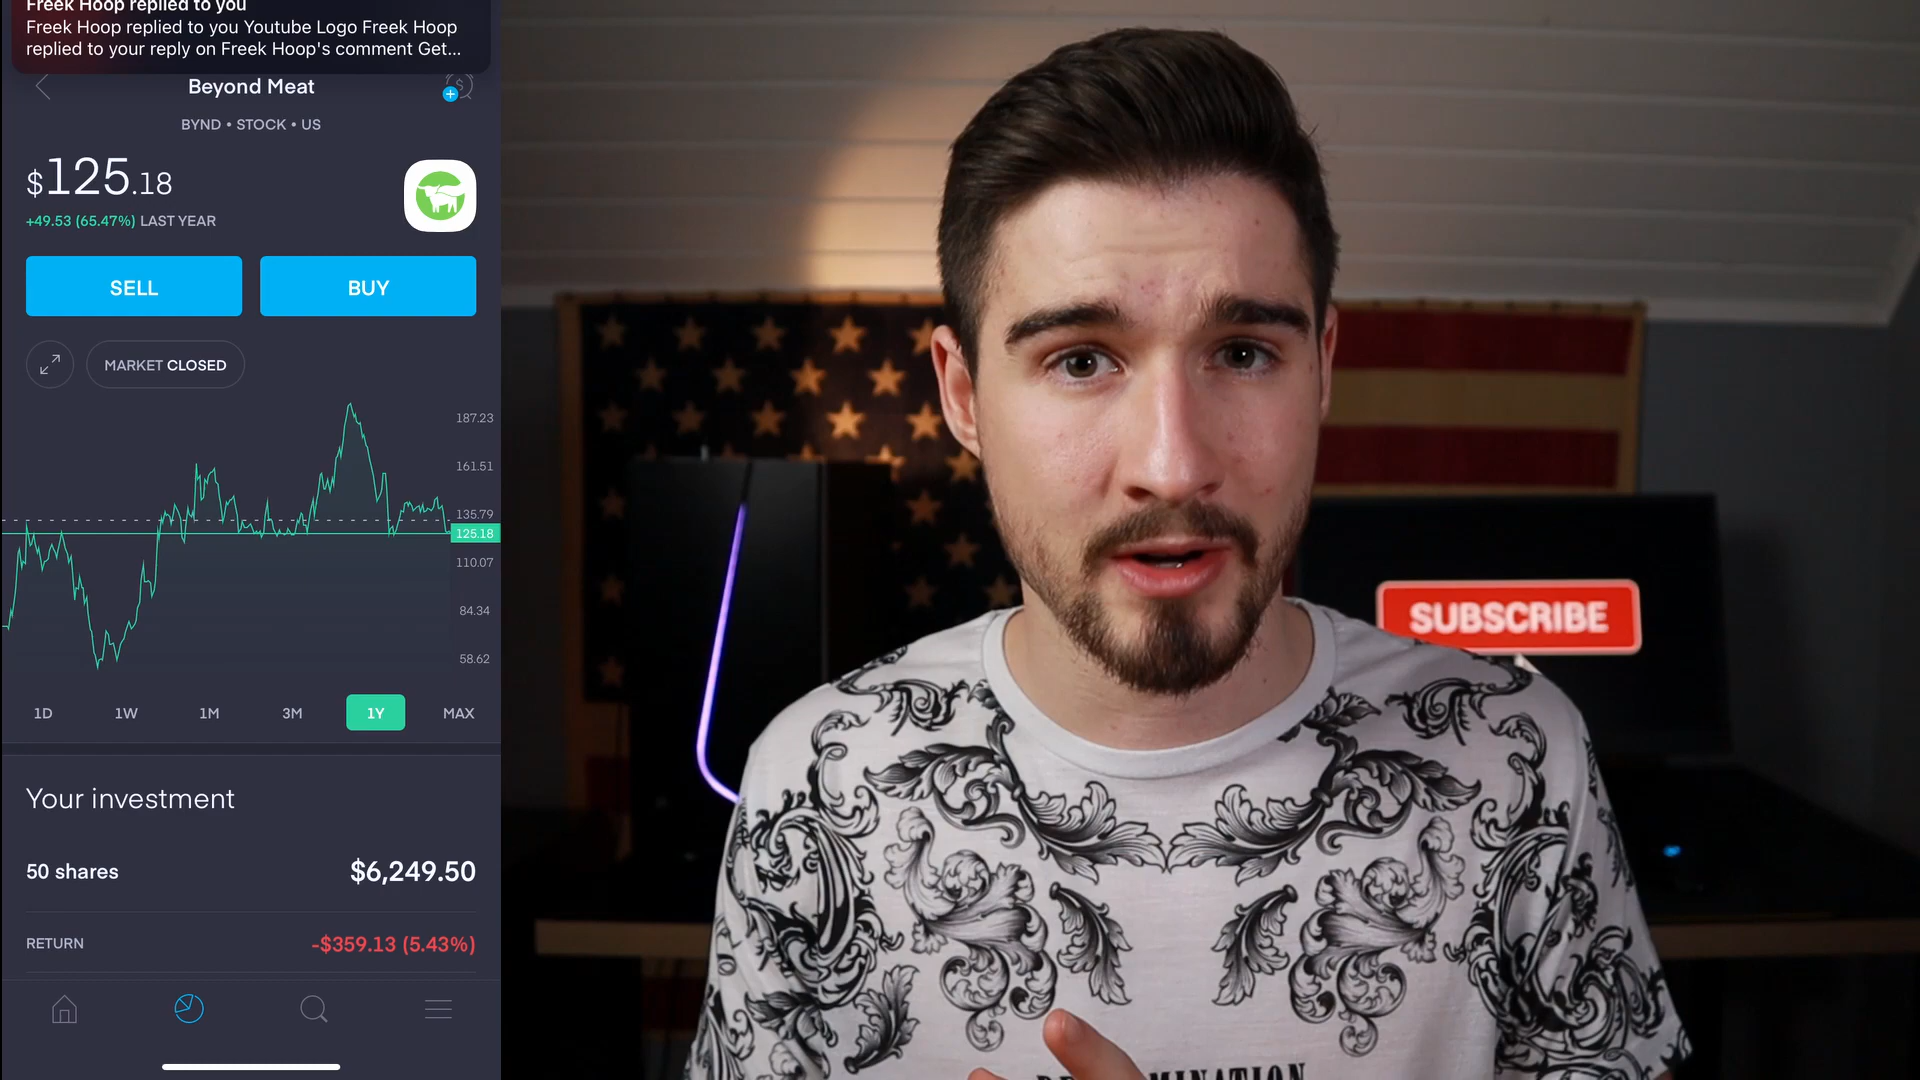 Freek Hoop replied to you
Freek Hoop replied to you Youtube Logo Freek Hoop
replied to your reply on Freek Hoop's comment Get...
Beyond Meat
BYND • STOCK • US
$125.18
+49.53 (65.47%) LAST YEAR
SELL
BUY
MARKET CLOSED
187.23
161.51
135.79
125.18
110.07
84.34
58.62
1D
1W
1M
3M
1Y
MAX
Your investment
50 shares
$6,249.50
RETURN
-$359.13 (5.43%)
SUBSCRIBE